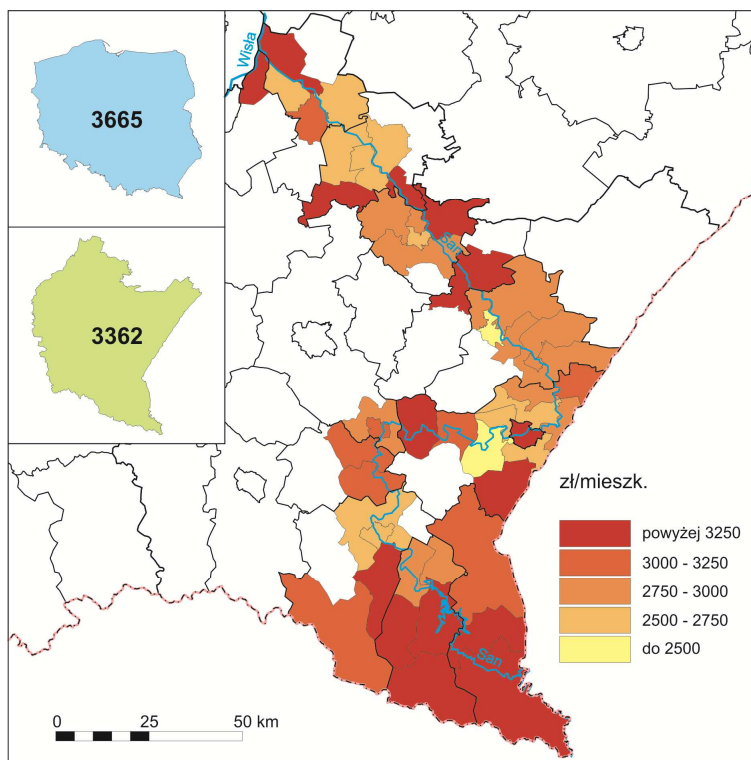 Wisła
3665
3362
San
zł/mieszk.
powyżej 3250
3000 - 3250
2750 - 3000
2500 - 2750
do 2500
San
0 25 50 km